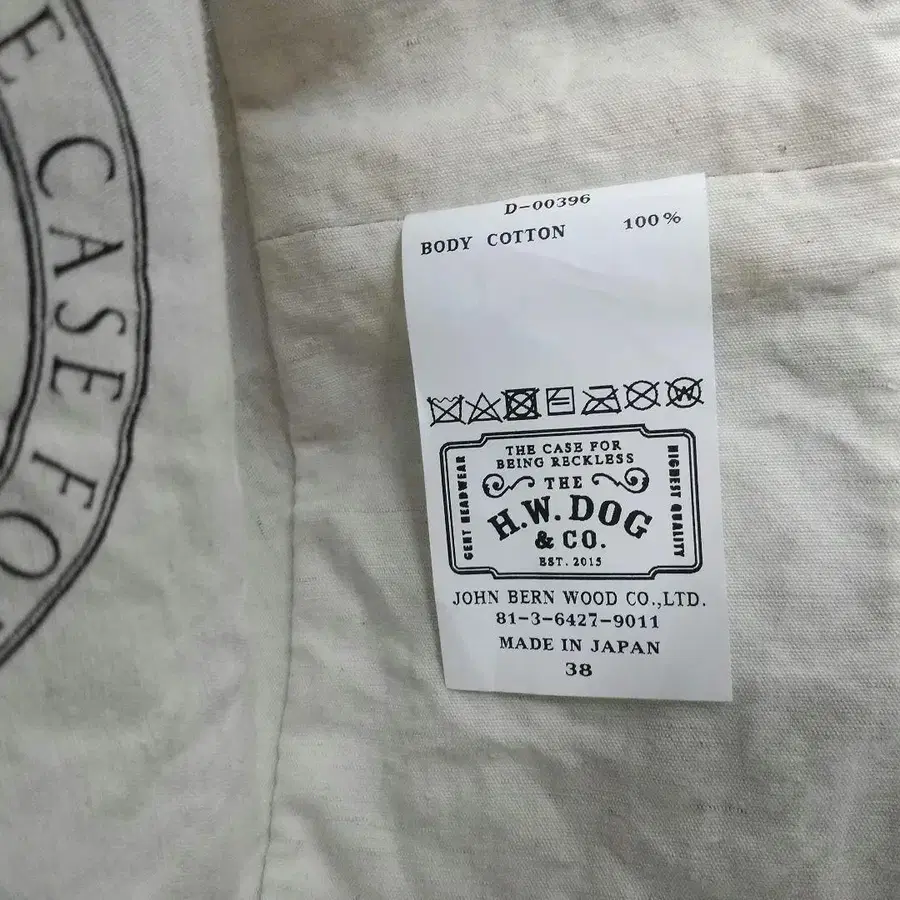 E CASE FO
D-00396
BODY COTTON 100%
THE CASE FOR
BEING RECKLESS
GENT HEADWEAR
HIGHEST QUALITY
THE
H.W.DOG
& CO.
EST. 2015
JOHN BERN WOOD CO.,LTD.
81-3-6427-9011
MADE IN JAPAN
38